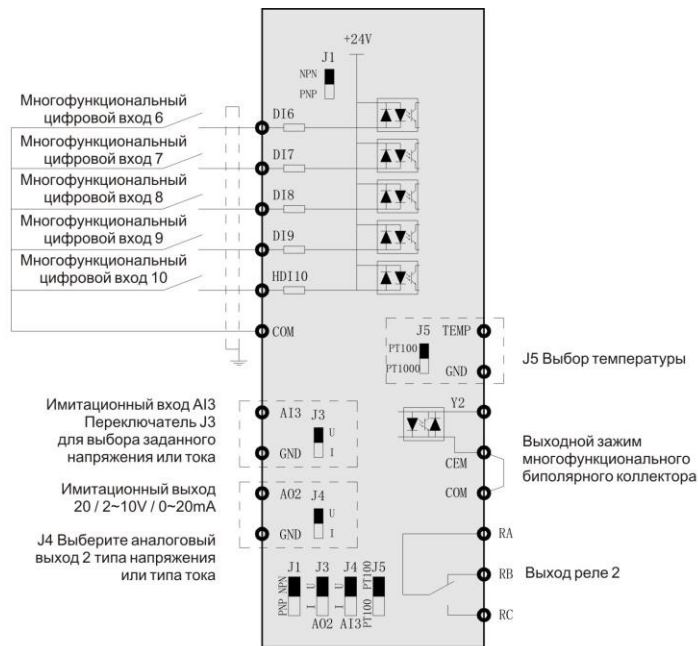 +24V
J1
NPN
PNP
Многофункциональный
цифровой вход 6
DI6
Многофункциональный
цифровой вход 7
DI7
Многофункциональный
цифровой вход 8
DI8
Многофункциональный
цифровой вход 9
DI9
Многофункциональный
цифровой вход 10
HDI10
COM
J5 TEMP
PT100
PT1000 GND
J5 Выбор температуры
Имитационный вход AI3
Переключатель J3
для выбора заданного
напряжения или тока
AI3 J3
U
GND I
Y2
CEM
COM
Выходной зажим
многофункционального
биполярного коллектора
Имитационный выход
20 / 2~10V / 0~20mA
J4 Выберите аналоговый
выход 2 типа напряжения
или типа тока
AO2 J4
U
GND I
RA
RB Выход реле 2
RC
J1 J3 J4 J5
NPN U U PT100
PNP I I PT100
AO2 AI3